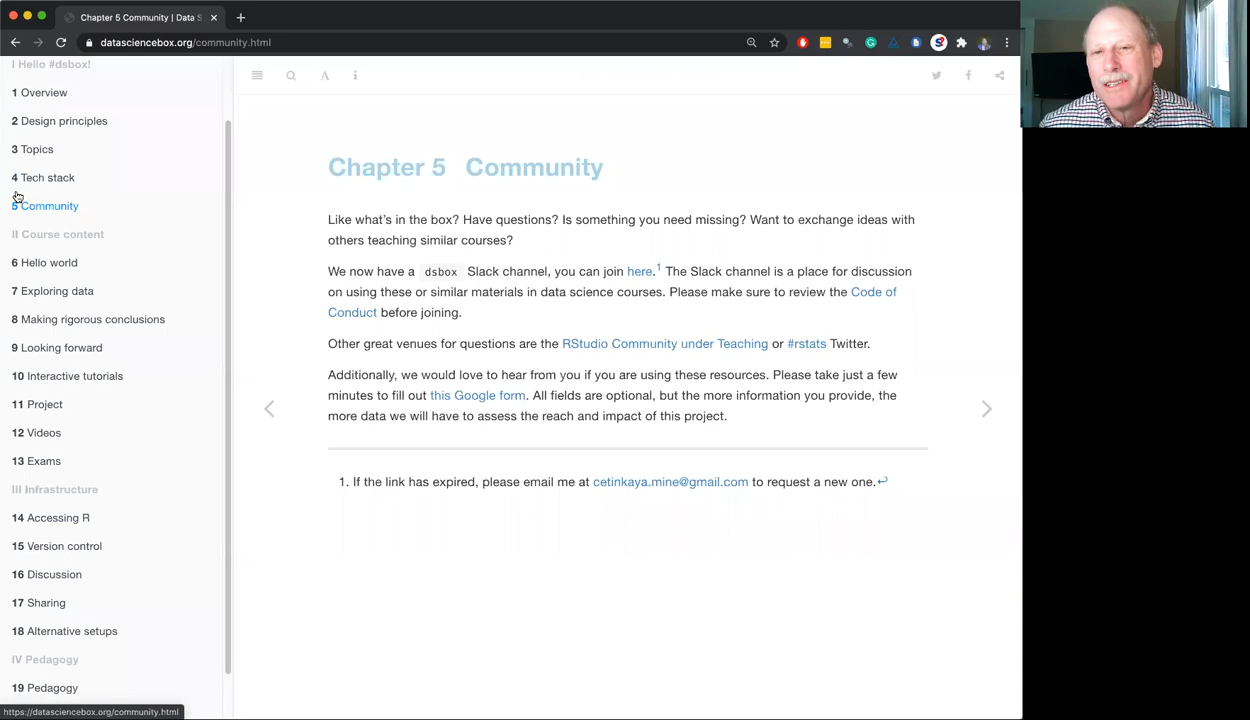 Chapter 5 Community | Data S
datasciencebox.org/community.html
I Hello #dsbox!
1 Overview
2 Design principles
3 Topics
4 Tech stack
5 Community
II Course content
6 Hello world
7 Exploring data
8 Making rigorous conclusions
9 Looking forward
10 Interactive tutorials
11 Project
12 Videos
13 Exams
III Infrastructure
14 Accessing R
15 Version control
16 Discussion
17 Sharing
18 Alternative setups
IV Pedagogy
19 Pedagogy
https://datasciencebox.org/community.html
Chapter 5 Community
Like what's in the box? Have questions? Is something you need missing? Want to exchange ideas with
others teaching similar courses?
We now have a dsbox Slack channel, you can join here.1 The Slack channel is a place for discussion
on using these or similar materials in data science courses. Please make sure to review the Code of
Conduct before joining.
Other great venues for questions are the RStudio Community under Teaching or #rstats Twitter.
Additionally, we would love to hear from you if you are using these resources. Please take just a few
minutes to fill out this Google form. All fields are optional, but the more information you provide, the
more data we will have to assess the reach and impact of this project.
1. If the link has expired, please email me at cetinkaya.mine@gmail.com to request a new one.↩